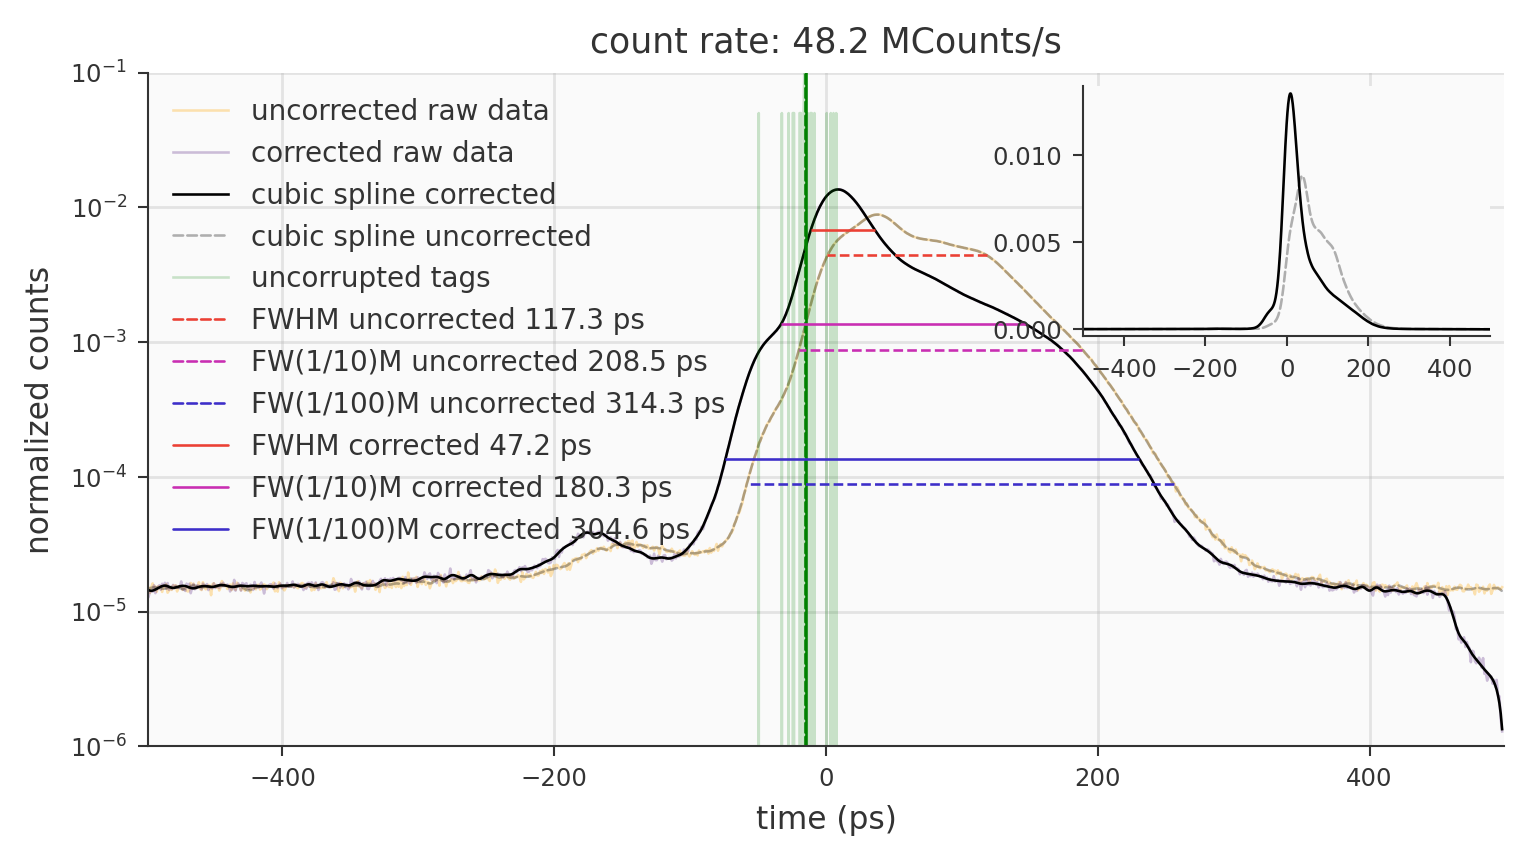 count rate: 48.2 MCounts/s
10⁻¹
10⁻²
10⁻³
10⁻⁴
10⁻⁵
10⁻⁶
normalized counts
uncorrected raw data
corrected raw data
cubic spline corrected
cubic spline uncorrected
uncorrupted tags
FWHM uncorrected 117.3 ps
FW(1/10)M uncorrected 208.5 ps
FW(1/100)M uncorrected 314.3 ps
FWHM corrected 47.2 ps
FW(1/10)M corrected 180.3 ps
FW(1/100)M corrected 304.6 ps
0.010
0.005
0.000
−400 −200 0 200 400
−400 −200 0 200 400
time (ps)